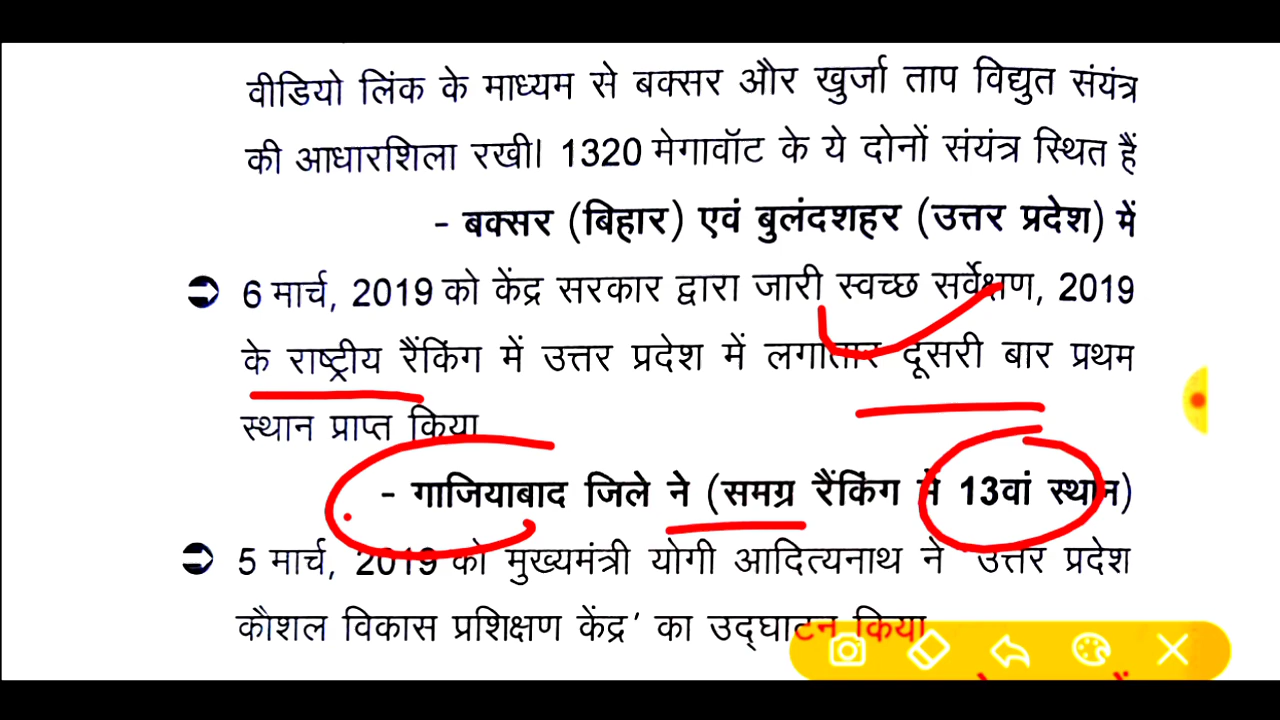 वीडियो लिंक के माध्यम से बक्सर और खुर्जा ताप विद्युत संयंत्र
की आधारशिला रखी। 1320 मेगावॉट के ये दोनों संयंत्र स्थित हैं
- बक्सर (बिहार) एवं बुलंदशहर (उत्तर प्रदेश) में
➲ 6 मार्च, 2019 को केंद्र सरकार द्वारा जारी स्वच्छ सर्वेक्षण, 2019
के राष्ट्रीय रैंकिंग में उत्तर प्रदेश में लगातार दूसरी बार प्रथम
स्थान प्राप्त किया
- गाजियाबाद जिले ने (समग्र रैंकिंग में 13वां स्थान)
➲ 5 मार्च, 2019 को मुख्यमंत्री योगी आदित्यनाथ ने ‘उत्तर प्रदेश
कौशल विकास प्रशिक्षण केंद्र’ का उद्घाटन किया